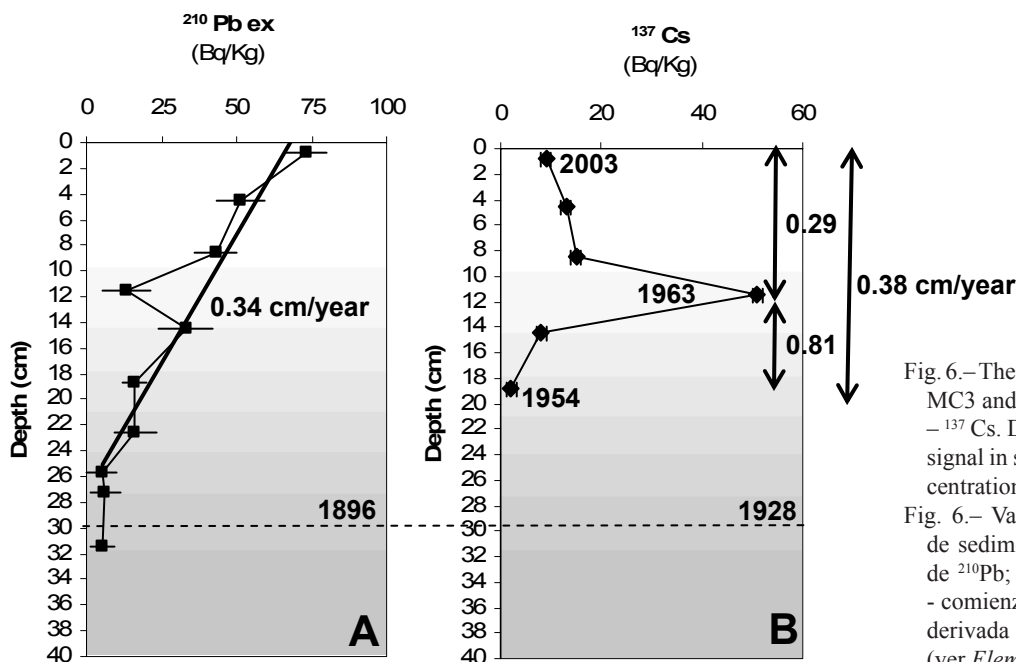 ²¹⁰ Pb ex
(Bq/Kg)
0 25 50 75 100
Depth (cm)
0
2
4
6
8
10
12
14
16
18
20
22
24
26
28
30
32
34
36
38
40
0.34 cm/year
1896
A
¹³⁷ Cs
(Bq/Kg)
0 20 40 60
Depth (cm)
0
2
4
6
8
10
12
14
16
18
20
22
24
26
28
30
32
34
36
38
40
2003
1963
1954
0.29
0.81
0.38 cm/year
1928
B
Fig. 6.– The
MC3 and
– ¹³⁷ Cs. D
signal in s
centration
Fig. 6.– Va
de sedim
de ²¹⁰Pb;
- comienz
derivada
(ver Elem